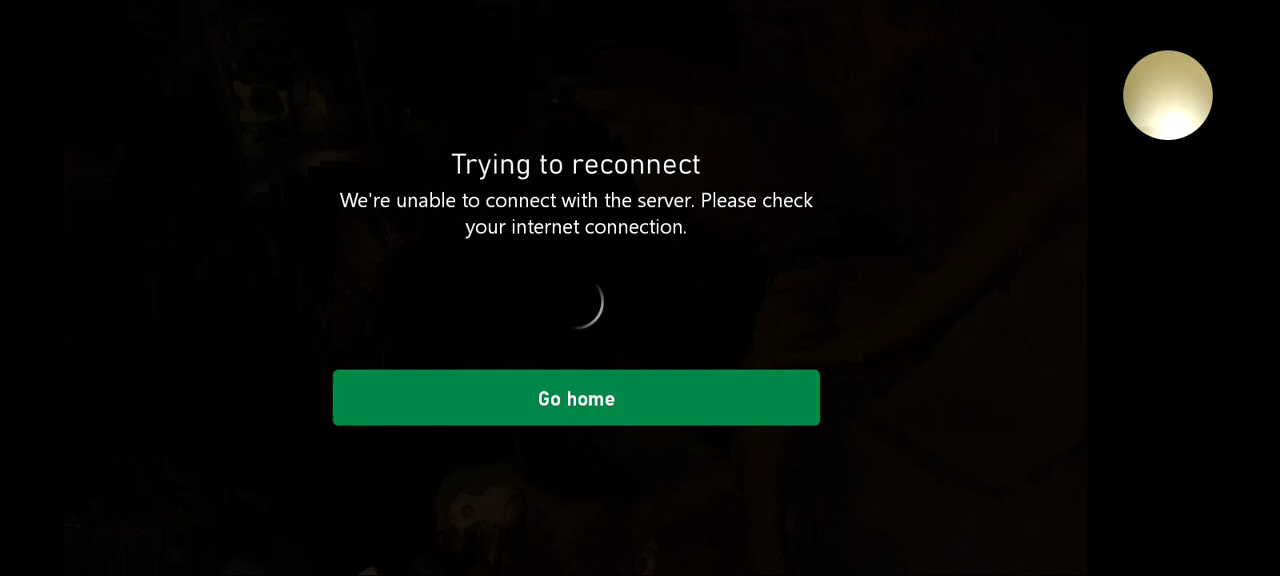 Trying to reconnect
We're unable to connect with the server. Please check
your internet connection.
Go home